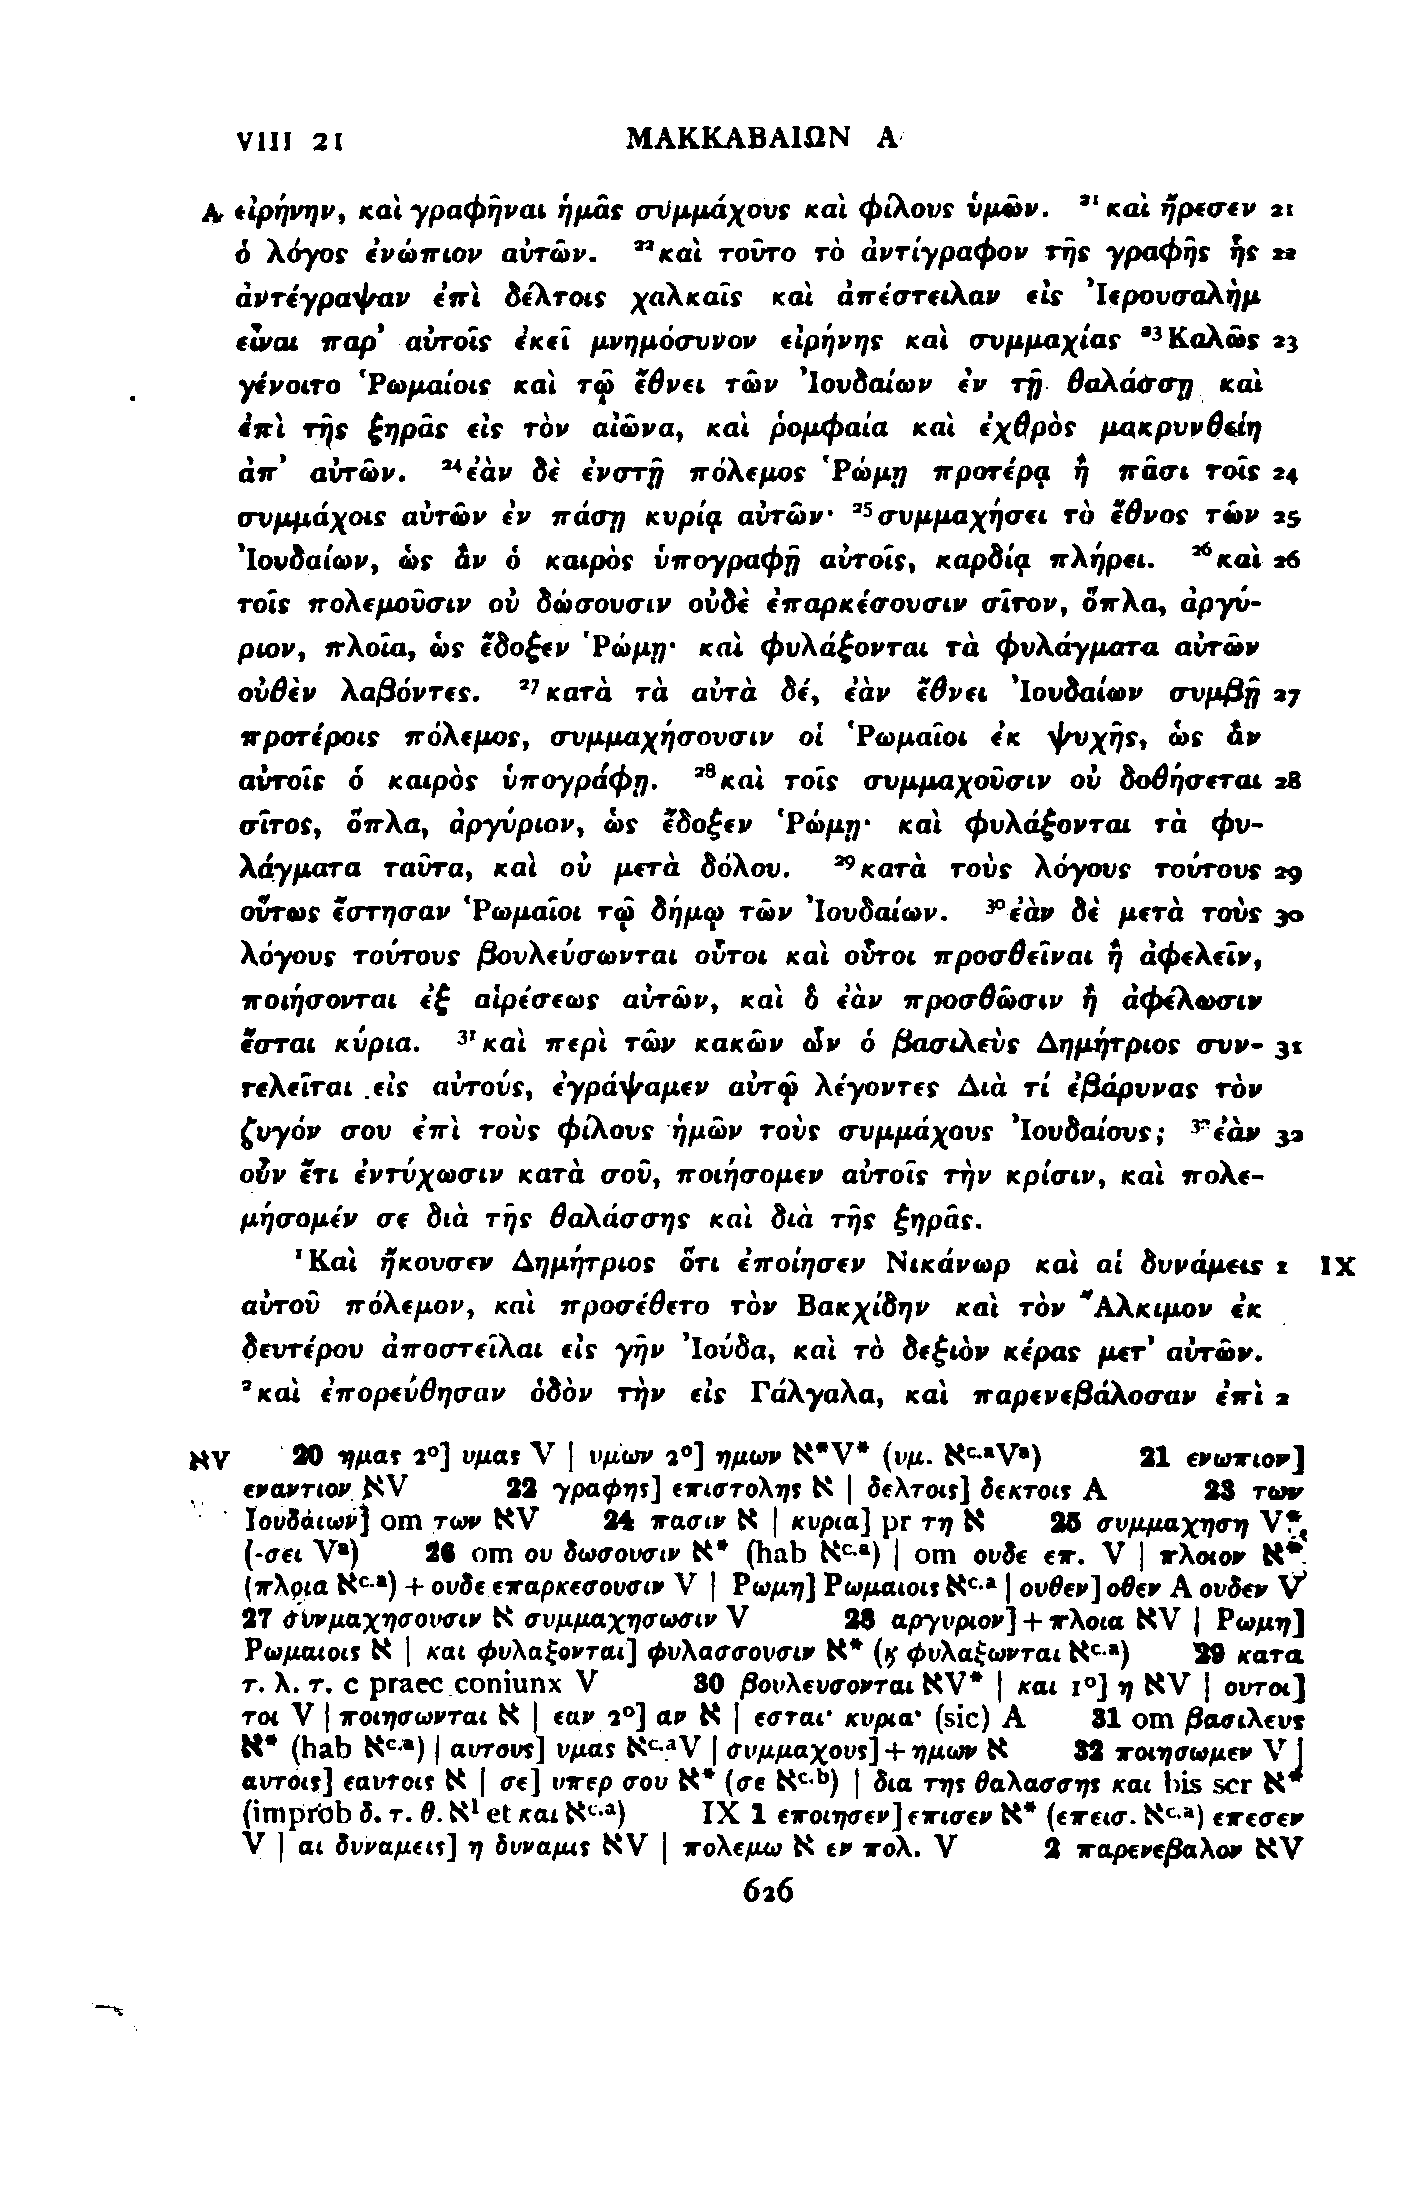 VIII 21 ΜΑΚΚΑΒΑΙΩΝ Α
A εἰρήνην, καὶ γραφῆναι ἡμᾶς συμμάχους καὶ φίλους ὑμῶν. ²¹καὶ ἤρεσεν 21
ὁ λόγος ἐνώπιον αὐτῶν. ²²καὶ τοῦτο τὸ ἀντίγραφον τῆς γραφῆς ἧς 22
ἀντέγραψαν ἐπὶ δέλτοις χαλκαῖς καὶ ἀπέστειλαν εἰς Ἰερουσαλὴμ
εἶναι παρ’ αὐτοῖς ἐκεῖ μνημόσυνον εἰρήνης καὶ συμμαχίας ²³Καλῶς 23
γένοιτο Ῥωμαίοις καὶ τῷ ἔθνει τῶν Ἰουδαίων ἐν τῇ θαλάσσῃ καὶ
ἐπὶ τῆς ξηρᾶς εἰς τὸν αἰῶνα, καὶ ῥομφαία καὶ ἐχθρὸς μακρυνθείη
ἀπ’ αὐτῶν. ²⁴ἐὰν δὲ ἐνστῇ πόλεμος Ῥώμῃ προτέρᾳ ἢ πᾶσι τοῖς 24
συμμάχοις αὐτῶν ἐν πάσῃ κυρίᾳ αὐτῶν· ²⁵συμμαχήσει τὸ ἔθνος τῶν 25
Ἰουδαίων, ὡς ἂν ὁ καιρὸς ὑπογραφῇ αὐτοῖς, καρδίᾳ πλήρει. ²⁶καὶ 26
τοῖς πολεμοῦσιν οὐ δώσουσιν οὐδὲ ἐπαρκέσουσιν σῖτον, ὅπλα, ἀργύ-
ριον, πλοῖα, ὡς ἔδοξεν Ῥώμῃ· καὶ φυλάξονται τὰ φυλάγματα αὐτῶν
οὐθὲν λαβόντες. ²⁷κατὰ τὰ αὐτὰ δέ, ἐὰν ἔθνει Ἰουδαίων συμβῇ 27
προτέροις πόλεμος, συμμαχήσουσιν οἱ Ῥωμαῖοι ἐκ ψυχῆς, ὡς ἂν
αὐτοῖς ὁ καιρὸς ὑπογράφῃ. ²⁸καὶ τοῖς συμμαχοῦσιν οὐ δοθήσεται 28
σῖτος, ὅπλα, ἀργύριον, ὡς ἔδοξεν Ῥώμῃ· καὶ φυλάξονται τὰ φυ-
λάγματα ταῦτα, καὶ οὐ μετὰ δόλου. ²⁹κατὰ τοὺς λόγους τούτους 29
οὕτως ἔστησαν Ῥωμαῖοι τῷ δήμῳ τῶν Ἰουδαίων. ³⁰ἐὰν δὲ μετὰ τοὺς 30
λόγους τούτους βουλεύσωνται οὗτοι καὶ οὗτοι προσθεῖναι ἢ ἀφελεῖν,
ποιήσονται ἐξ αἱρέσεως αὐτῶν, καὶ ὃ ἐὰν προσθῶσιν ἢ ἀφέλωσιν
ἔσται κύρια. ³¹καὶ περὶ τῶν κακῶν ὧν ὁ βασιλεὺς Δημήτριος συν- 31
τελεῖται εἰς αὐτούς, ἐγράψαμεν αὐτῷ λέγοντες Διὰ τί ἐβάρυνας τὸν
ζυγόν σου ἐπὶ τοὺς φίλους ἡμῶν τοὺς συμμάχους Ἰουδαίους; ³²ἐὰν 32
οὖν ἔτι ἐντύχωσιν κατὰ σοῦ, ποιήσομεν αὐτοῖς τὴν κρίσιν, καὶ πολε-
μήσομέν σε διὰ τῆς θαλάσσης καὶ διὰ τῆς ξηρᾶς.
¹Καὶ ἤκουσεν Δημήτριος ὅτι ἐποίησεν Νικάνωρ καὶ αἱ δυνάμεις 1 IX
αὐτοῦ πόλεμον, καὶ προσέθετο τὸν Βακχίδην καὶ τὸν Ἄλκιμον ἐκ
δευτέρου ἀποστεῖλαι εἰς γῆν Ἰούδα, καὶ τὸ δεξιὸν κέρας μετ’ αὐτῶν.
²καὶ ἐπορεύθησαν ὁδὸν τὴν εἰς Γάλγαλα, καὶ παρενεβάλοσαν ἐπὶ 2
אV 20 ημας 2°] υμας V | υμων 2°] ημων א*V* (υμ. אᶜ·ᵃVᵃ) 21 ενωπιον]
εναντιον אV 22 γραφης] επιστολης א | δελτοις] δεκτοις A 23 των
Ιουδαιων] om των אV 24 πασιν א | κυρια] pr τη א 25 συμμαχηση V*
(-σει Vᵃ) 26 om ου δωσουσιν א* (hab אᶜ·ᵃ) | om ουδε επ. V | πλοιον א*
(πλοια אᶜ·ᵃ) + ουδε επαρκεσουσιν V | Ρωμη] Ρωμαιοις אᶜ·ᵃ | ουθεν] οθεν A ουδεν V
27 συνμαχησουσιν א συμμαχησωσιν V 28 αργυριον] + πλοια אV | Ρωμη]
Ρωμαιοις א | και φυλαξονται] φυλασσουσιν א* (ϗ φυλαξωνται אᶜ·ᵃ) 29 κατα
τ. λ. τ. c praec coniunx V 30 βουλευσονται אV* | και 1°] η אV | ουτοι]
τοι V | ποιησωνται א | εαν 2°] αν א | εσται· κυρια· (sic) A 31 om βασιλευς
א* (hab אᶜ·ᵃ) | αυτους] υμας אᶜ·ᵃV | συμμαχους] + ημων א 32 ποιησωμεν V |
αυτοις] εαυτοις א | σε] υπερ σου א* (σε אᶜ·ᵇ) | δια της θαλασσης και bis scr א*
(improb δ. τ. θ. א¹ et και אᶜ·ᵃ) IX 1 εποιησεν] επισεν א* (επεισ. אᶜ·ᵃ) επεσεν
V | αι δυναμεις] η δυναμις אV | πολεμω א εν πολ. V 2 παρενεβαλον אV
626